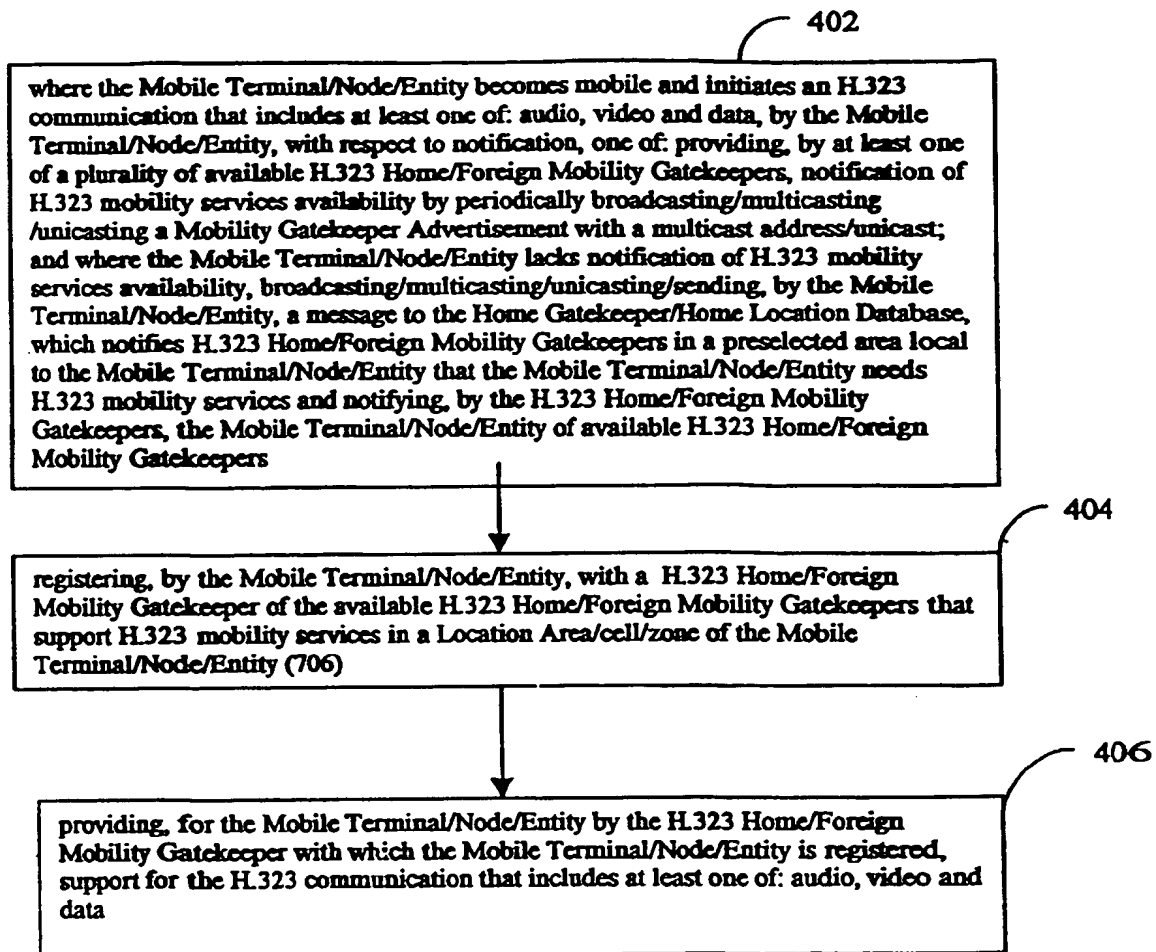 402
where the Mobile Terminal/Node/Entity becomes mobile and initiates an H.323
communication that includes at least one of: audio, video and data, by the Mobile
Terminal/Node/Entity, with respect to notification, one of: providing, by at least one
of a plurality of available H.323 Home/Foreign Mobility Gatekeepers, notification of
H.323 mobility services availability by periodically broadcasting/multicasting
/unicasting a Mobility Gatekeeper Advertisement with a multicast address/unicast;
and where the Mobile Terminal/Node/Entity lacks notification of H.323 mobility
services availability, broadcasting/multicasting/unicasting/sending, by the Mobile
Terminal/Node/Entity, a message to the Home Gatekeeper/Home Location Database,
which notifies H.323 Home/Foreign Mobility Gatekeepers in a preselected area local
to the Mobile Terminal/Node/Entity that the Mobile Terminal/Node/Entity needs
H.323 mobility services and notifying, by the H.323 Home/Foreign Mobility
Gatekeepers, the Mobile Terminal/Node/Entity of available H.323 Home/Foreign
Mobility Gatekeepers
404
registering, by the Mobile Terminal/Node/Entity, with a H.323 Home/Foreign
Mobility Gatekeeper of the available H.323 Home/Foreign Mobility Gatekeepers that
support H.323 mobility services in a Location Area/cell/zone of the Mobile
Terminal/Node/Entity (706)
406
providing, for the Mobile Terminal/Node/Entity by the H.323 Home/Foreign
Mobility Gatekeeper with which the Mobile Terminal/Node/Entity is registered,
support for the H.323 communication that includes at least one of: audio, video and
data